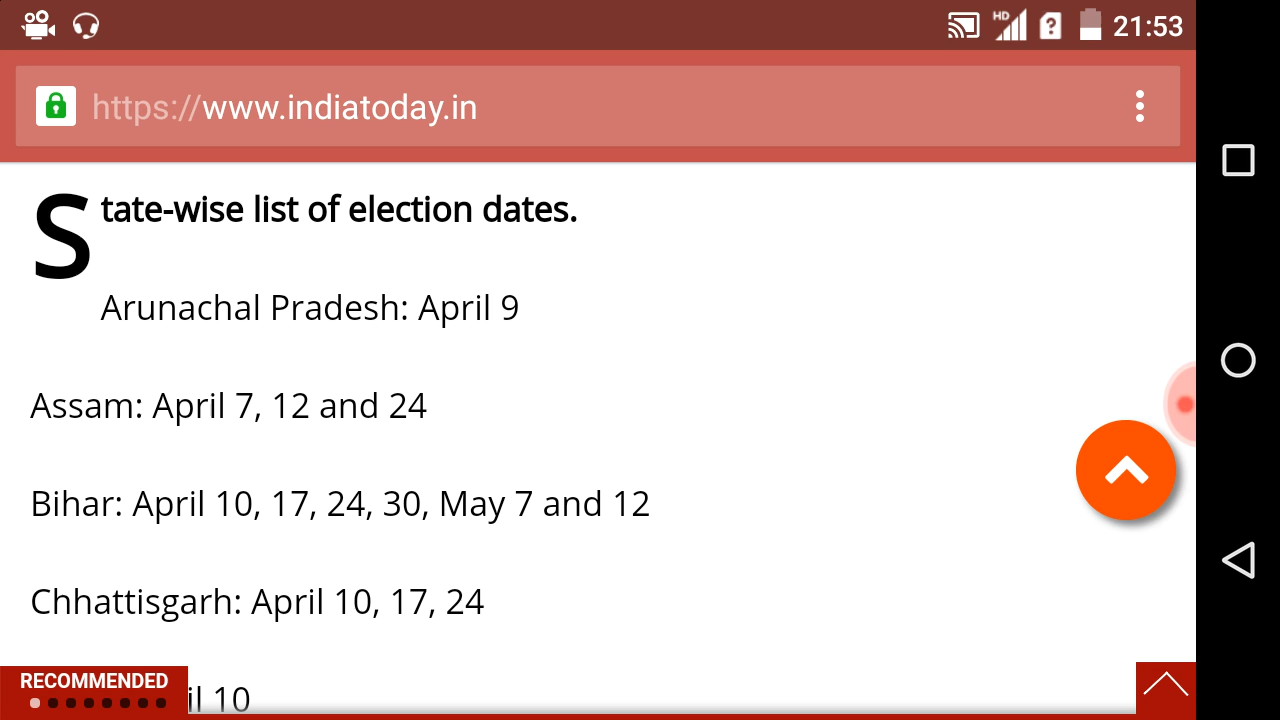 HD
21:53
https://www.indiatoday.in
State-wise list of election dates.
Arunachal Pradesh: April 9
Assam: April 7, 12 and 24
Bihar: April 10, 17, 24, 30, May 7 and 12
Chhattisgarh: April 10, 17, 24
RECOMMENDED
10